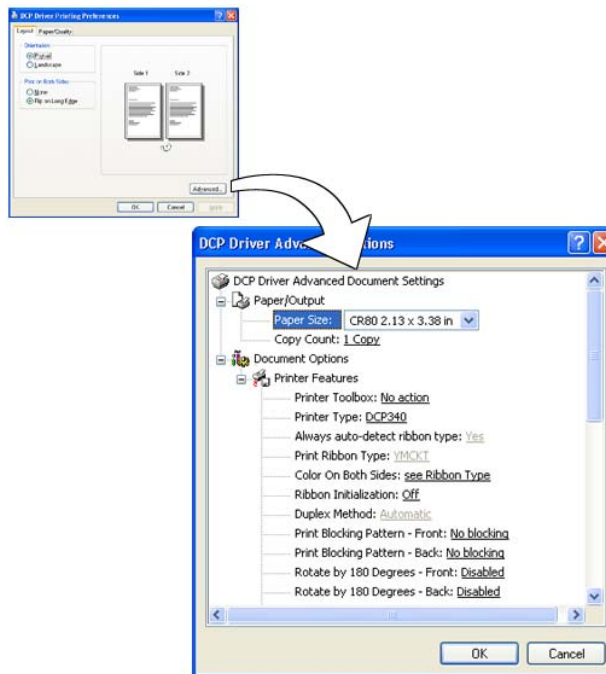 DCP Driver Printing Preferences
Layout Paper/Quality
Orientation
Portrait
Landscape
Print on Both Sides
None
Flip on Long Edge
Side 1 Side 2
Advanced...
OK Cancel Apply
DCP Driver Adv ions
DCP Driver Advanced Document Settings
Paper/Output
Paper Size: CR80 2.13 x 3.38 in
Copy Count: 1 Copy
Document Options
Printer Features
Printer Toolbox: No action
Printer Type: DCP340
Always auto-detect ribbon type: Yes
Print Ribbon Type: YMCKT
Color On Both Sides: see Ribbon Type
Ribbon Initialization: Off
Duplex Method: Automatic
Print Blocking Pattern - Front: No blocking
Print Blocking Pattern - Back: No blocking
Rotate by 180 Degrees - Front: Disabled
Rotate by 180 Degrees - Back: Disabled
OK Cancel